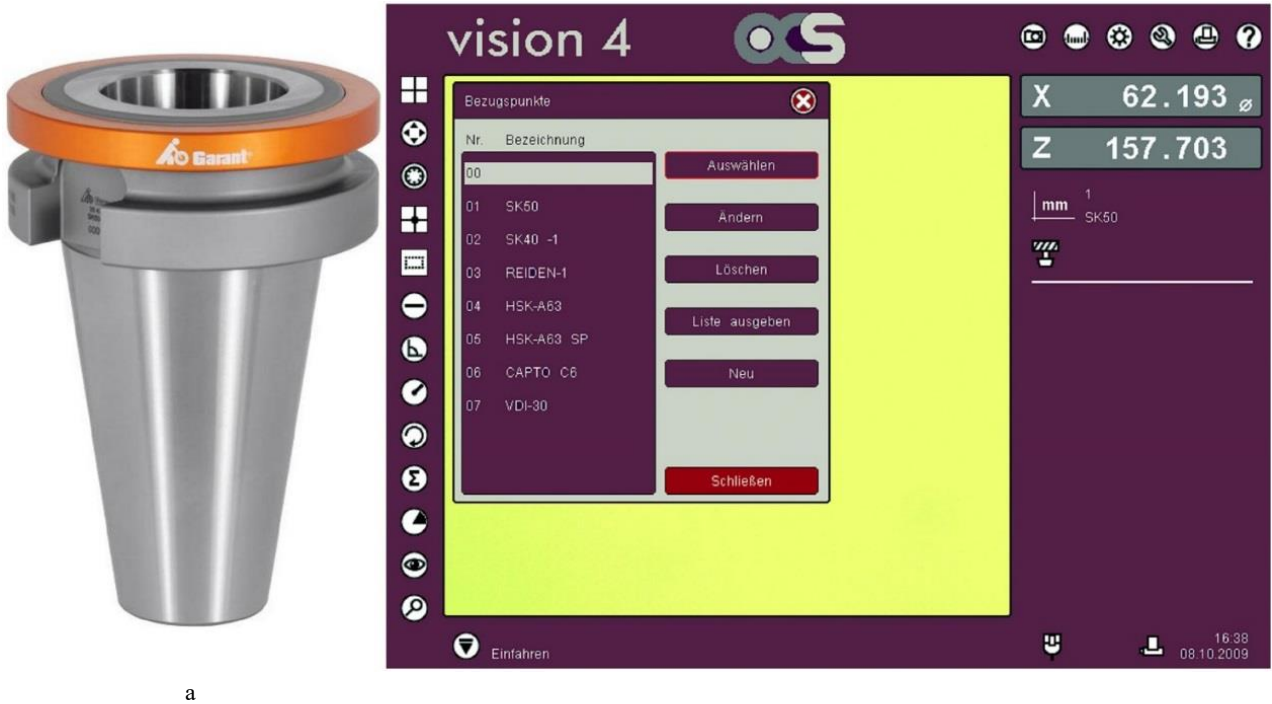 Garant
vision 4
OCS
Bezugspunkte
Nr. Bezeichnung
00
01 SK50
02 SK40 -1
03 REIDEN-1
04 HSK-A63
05 HSK-A63 SP
06 CAPTO C6
07 VDI-30
Auswählen
Ändern
Löschen
Liste ausgeben
Neu
Schließen
X 62.193 ⌀
Z 157.703
mm 1
SK50
Einfahren
16:38
08.10.2009
a